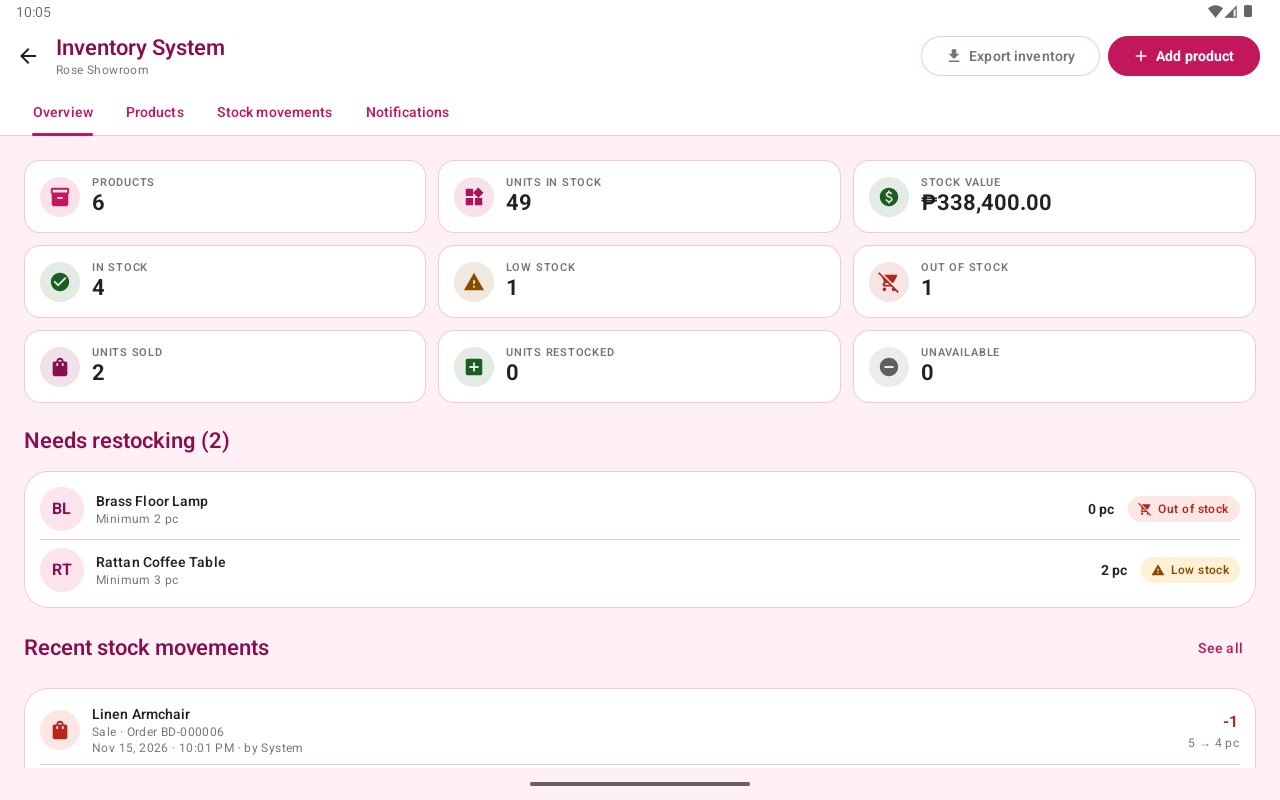 10:05
Inventory System
Rose Showroom
Export inventory
Add product
Overview
Products
Stock movements
Notifications
PRODUCTS
6
UNITS IN STOCK
49
STOCK VALUE
₱338,400.00
IN STOCK
4
LOW STOCK
1
OUT OF STOCK
1
UNITS SOLD
2
UNITS RESTOCKED
0
UNAVAILABLE
0
Needs restocking (2)
BL
Brass Floor Lamp
Minimum 2 pc
0 pc
Out of stock
RT
Rattan Coffee Table
Minimum 3 pc
2 pc
Low stock
Recent stock movements
See all
Linen Armchair
Sale · Order BD-000006
Nov 15, 2026 · 10:01 PM · by System
-1
5 → 4 pc